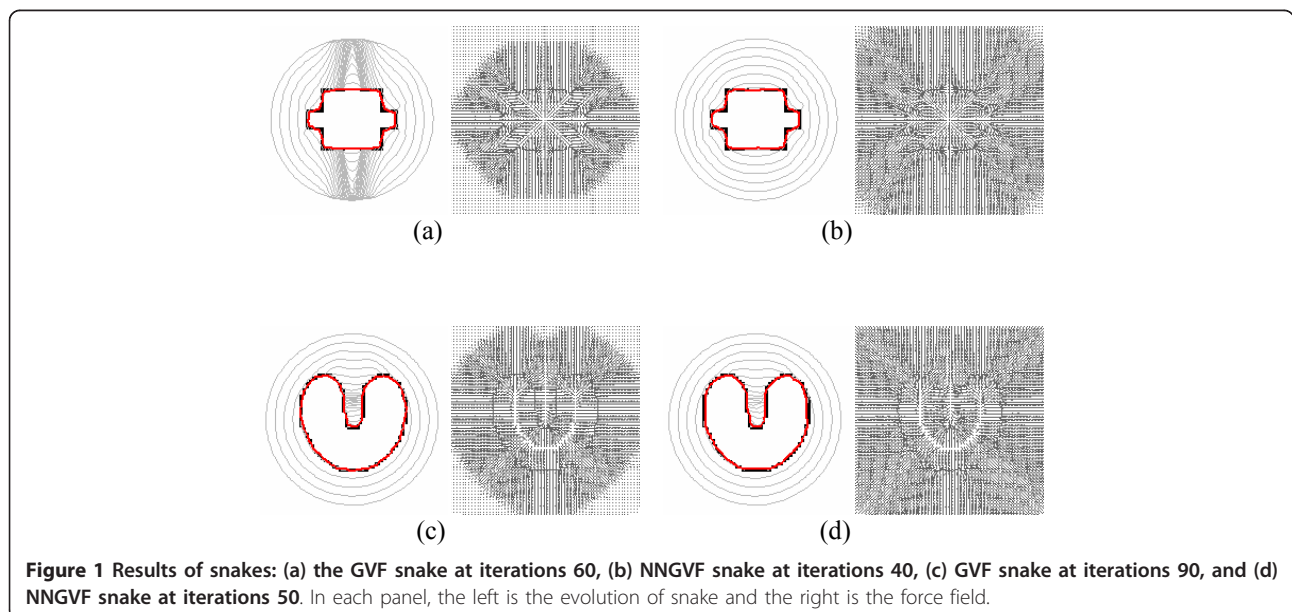 (a)
(b)
(c)
(d)
Figure 1 Results of snakes: (a) the GVF snake at iterations 60, (b) NNGVF snake at iterations 40, (c) GVF snake at iterations 90, and (d)
NNGVF snake at iterations 50. In each panel, the left is the evolution of snake and the right is the force field.